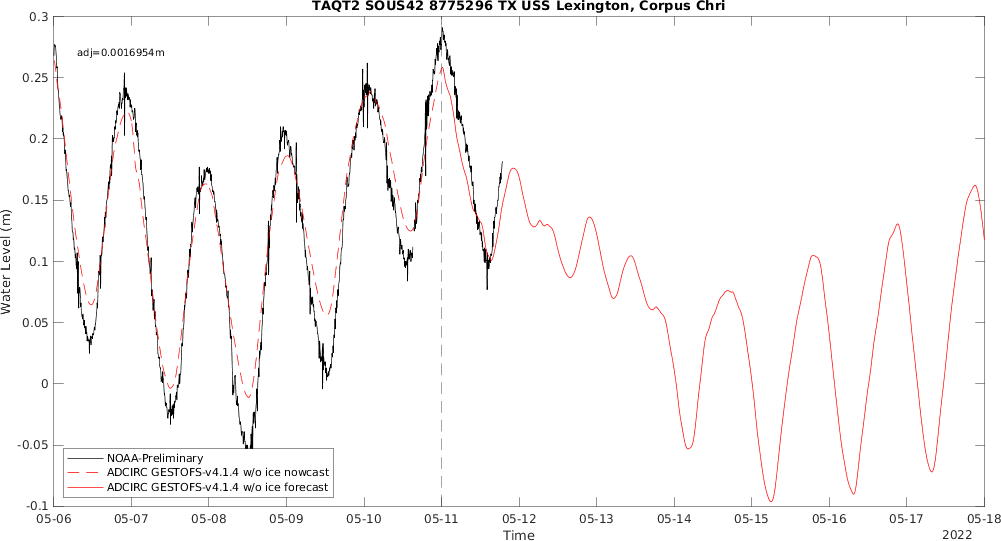 TAQT2 SOUS42 8775296 TX USS Lexington, Corpus Chri
adj=0.0016954m
0.3
0.25
0.2
0.15
0.1
0.05
0
-0.05
-0.1
Water Level (m)
NOAA-Preliminary
ADCIRC GESTOFS-v4.1.4 w/o ice nowcast
ADCIRC GESTOFS-v4.1.4 w/o ice forecast
05-06 05-07 05-08 05-09 05-10 05-11 05-12 05-13 05-14 05-15 05-16 05-17 05-18
Time
2022